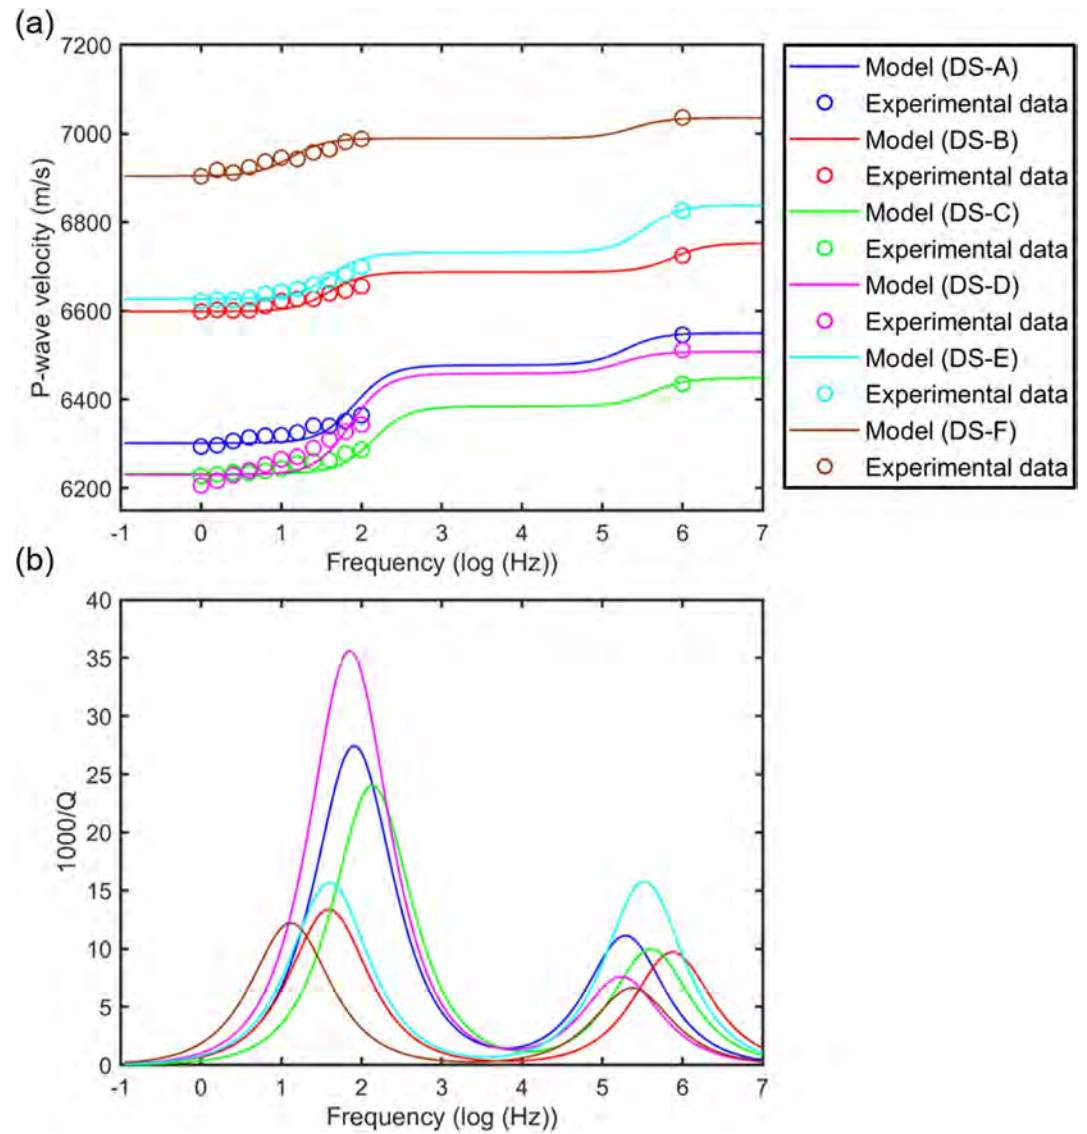 (a)
7200
7000
6800
6600
6400
6200
P-wave velocity (m/s)
-1 0 1 2 3 4 5 6 7
Frequency (log (Hz))
Model (DS-A)
Experimental data
Model (DS-B)
Experimental data
Model (DS-C)
Experimental data
Model (DS-D)
Experimental data
Model (DS-E)
Experimental data
Model (DS-F)
Experimental data
(b)
40
35
30
25
20
15
10
5
0
1000/Q
-1 0 1 2 3 4 5 6 7
Frequency (log (Hz))